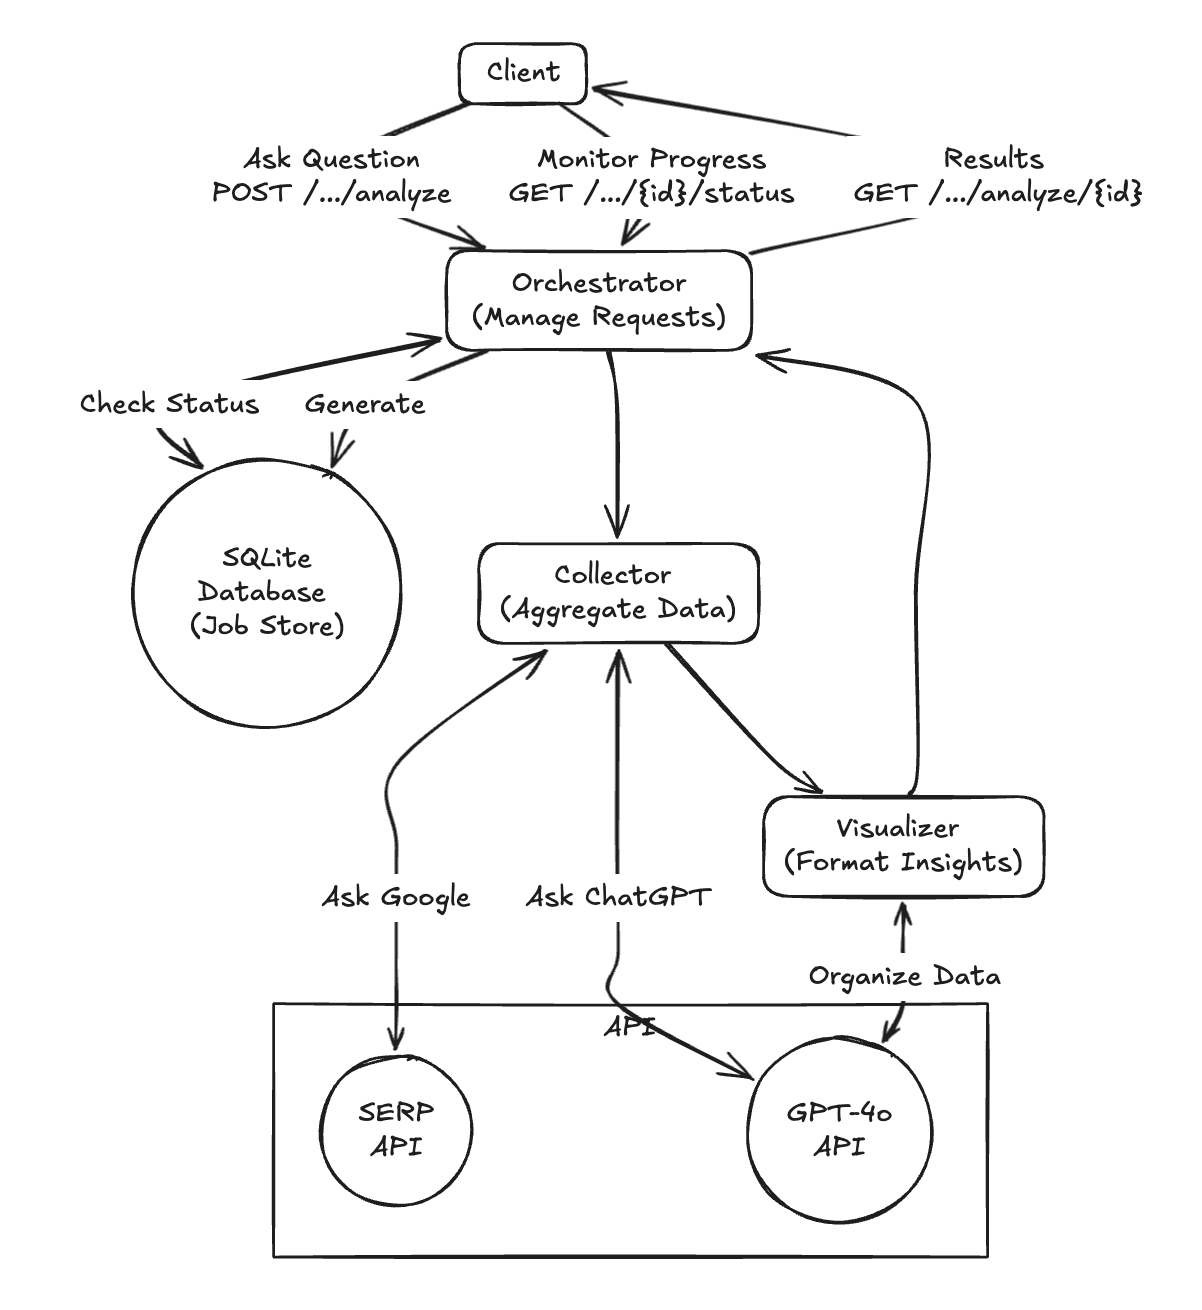 Client
Ask Question
POST /.../analyze
Monitor Progress
GET /.../{id}/status
Results
GET /.../analyze/{id}
Orchestrator
(Manage Requests)
Check Status
Generate
SQLite
Database
(Job Store)
Collector
(Aggregate Data)
Visualizer
(Format Insights)
Ask Google
Ask ChatGPT
Organize Data
API
SERP
API
GPT-4o
API